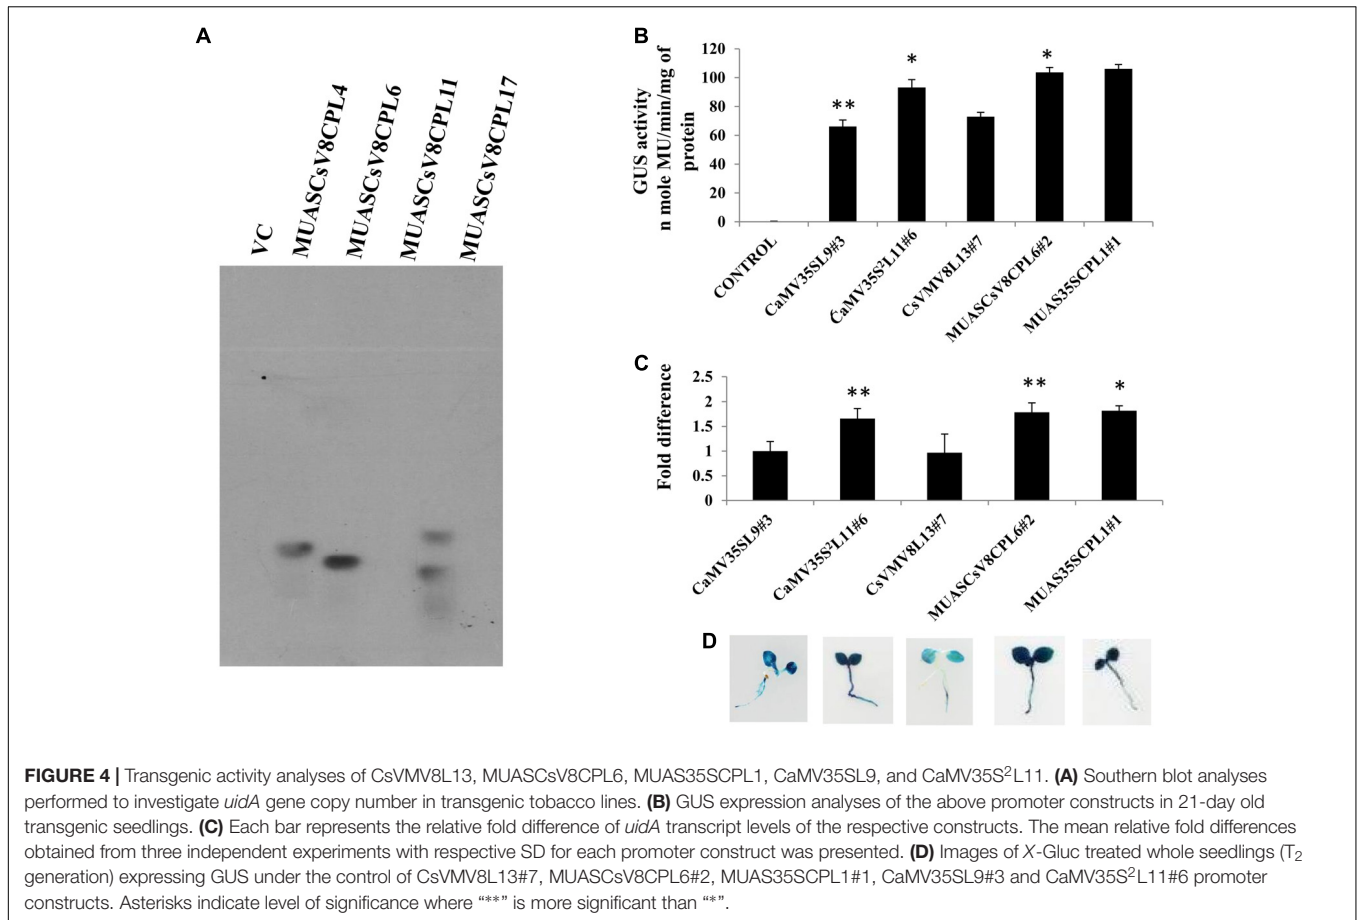 A
VC
MUASCsV8CPL4
MUASCsV8CPL6
MUASCsV8CPL11
MUASCsV8CPL17
B
GUS activity
n mole MU/min/mg of
protein
120
100
80
60
40
20
0
**
*
*
CONTROL
CaMV35SL9#3
CaMV35S²L11#6
CsVMV8L13#7
MUASCsV8CPL6#2
MUAS35SCPL1#1
C
Fold difference
2.5
2
1.5
1
0.5
0
**
**
*
CaMV35SL9#3
CaMV35S²L11#6
CsVMV8L13#7
MUASCsV8CPL6#2
MUAS35SCPL1#1
D
FIGURE 4 | Transgenic activity analyses of CsVMV8L13, MUASCsV8CPL6, MUAS35SCPL1, CaMV35SL9, and CaMV35S²L11. (A) Southern blot analyses
performed to investigate uidA gene copy number in transgenic tobacco lines. (B) GUS expression analyses of the above promoter constructs in 21-day old
transgenic seedlings. (C) Each bar represents the relative fold difference of uidA transcript levels of the respective constructs. The mean relative fold differences
obtained from three independent experiments with respective SD for each promoter construct was presented. (D) Images of X-Gluc treated whole seedlings (T₂
generation) expressing GUS under the control of CsVMV8L13#7, MUASCsV8CPL6#2, MUAS35SCPL1#1, CaMV35SL9#3 and CaMV35S²L11#6 promoter
constructs. Asterisks indicate level of significance where “**” is more significant than “*”.